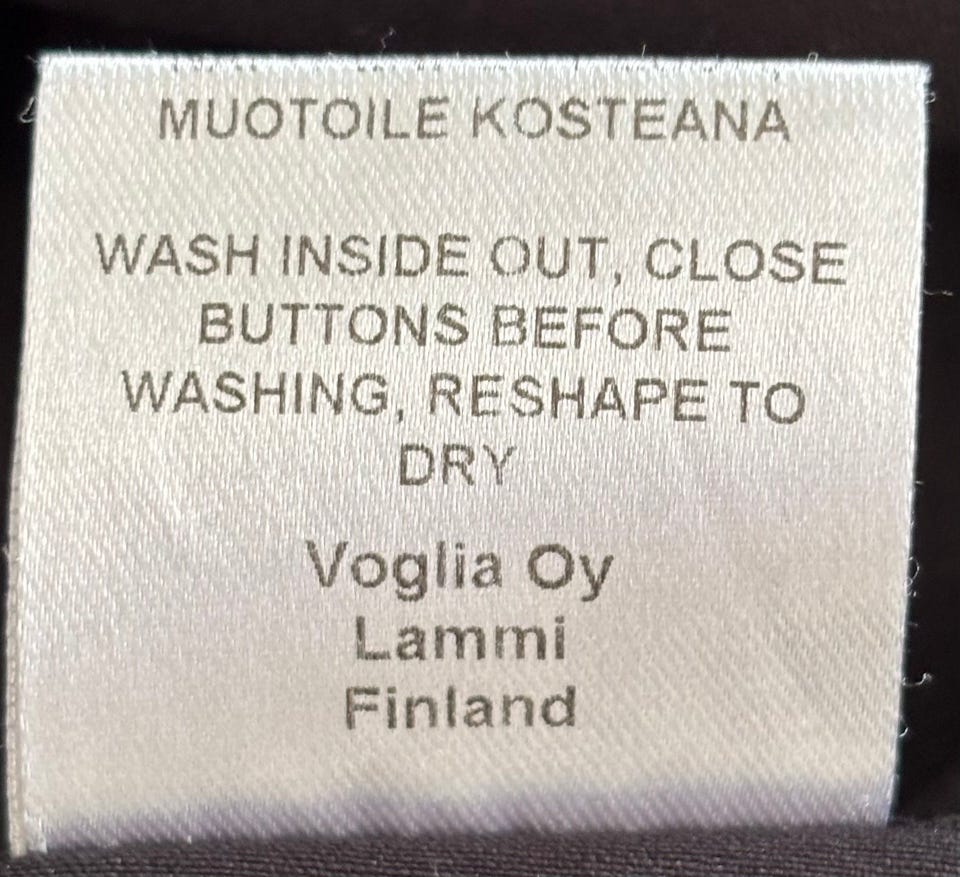 MUOTOILE KOSTEANA
WASH INSIDE OUT, CLOSE
BUTTONS BEFORE
WASHING, RESHAPE TO
DRY
Voglia Oy
Lammi
Finland